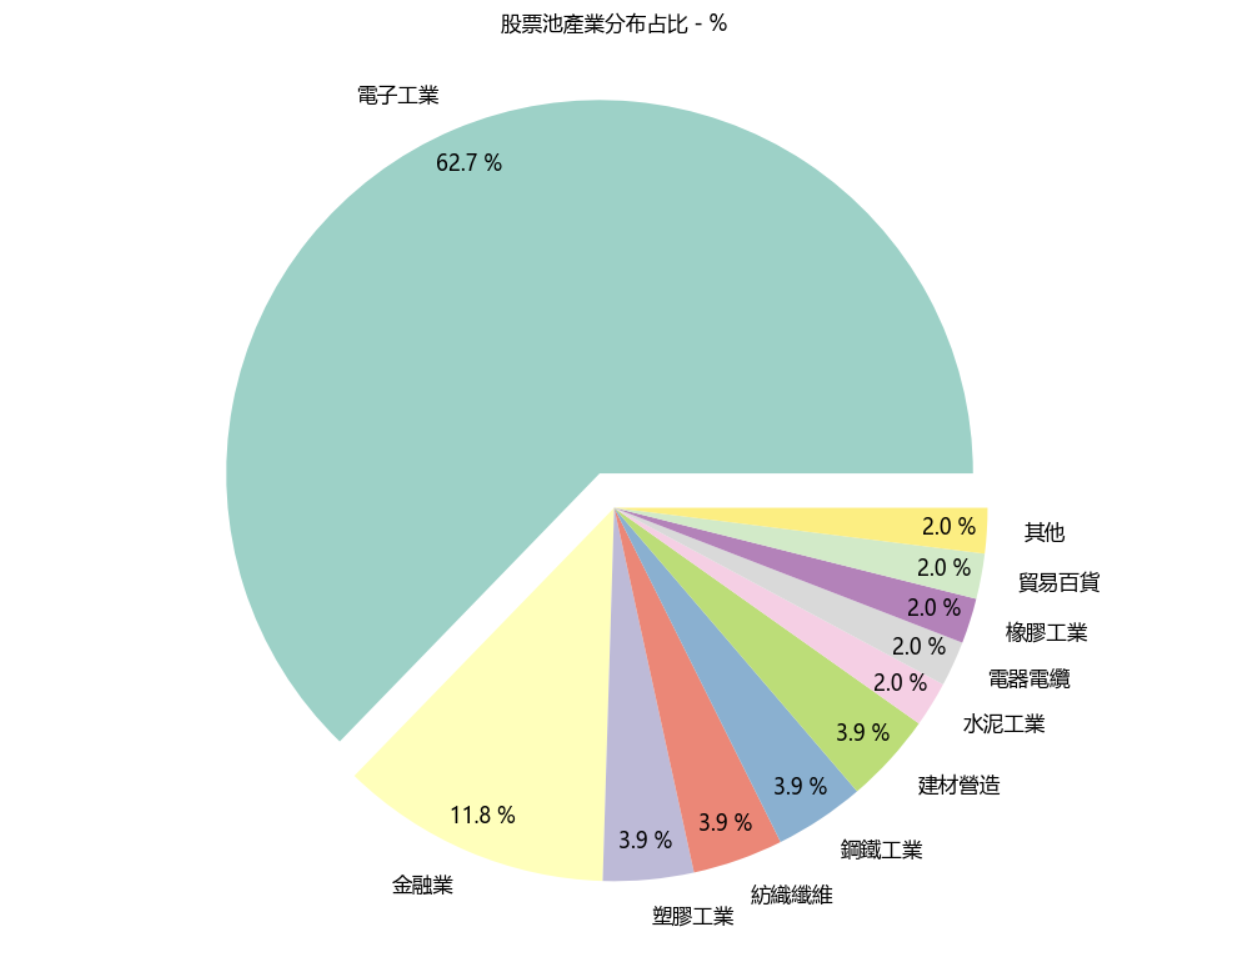 股票池產業分布占比 - %
電子工業
62.7 %
2.0 %
其他
2.0 %
貿易百貨
2.0 %
橡膠工業
2.0 %
電器電纜
2.0 %
水泥工業
3.9 %
建材營造
3.9 %
鋼鐵工業
3.9 %
紡織纖維
3.9 %
塑膠工業
11.8 %
金融業